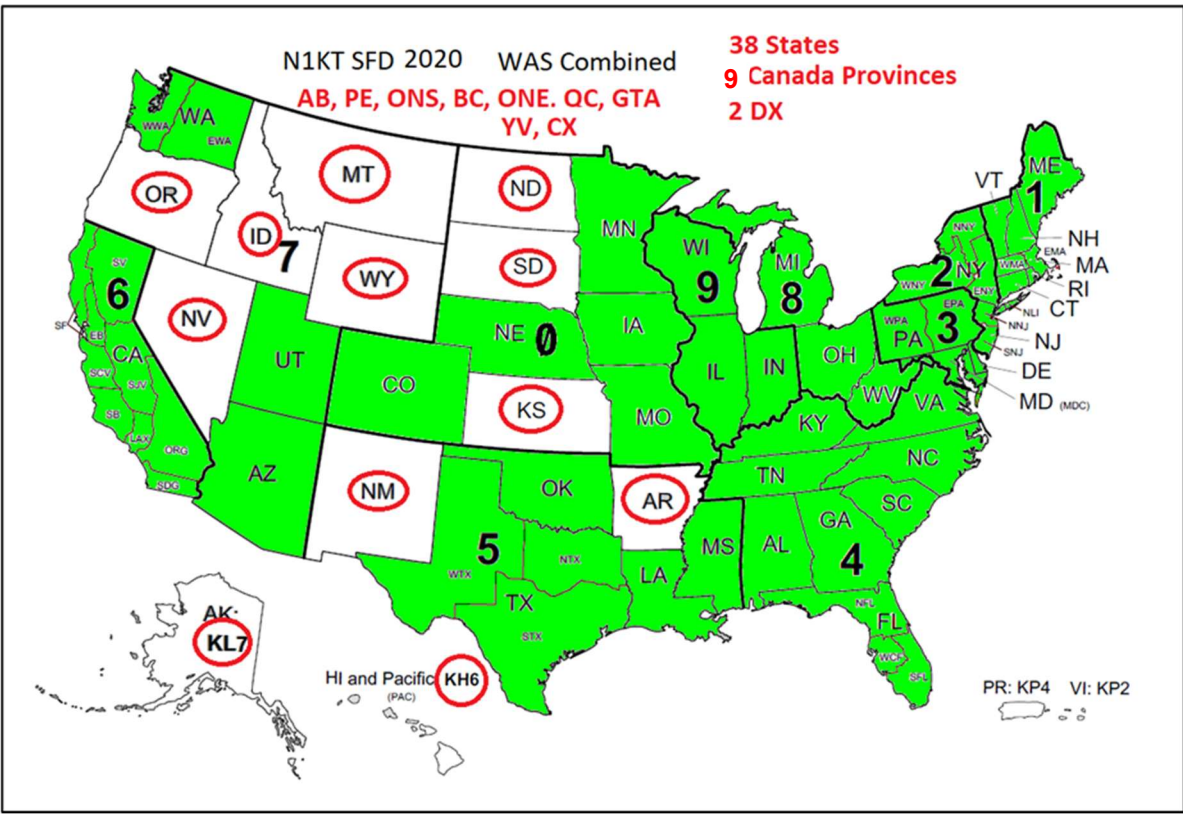 N1KT SFD 2020 WAS Combined
38 States
9 Canada Provinces
2 DX
AB, PE, ONS, BC, ONE. QC, GTA
YV, CX
WWA
WA
EWA
OR
ID
7
MT
WY
ND
SD
MN
WI
9
MI
8
VT
ME
1
NNY
2
NY
WNY
ENY
NH
EMA
WMA
MA
RI
CT
NLI
EPA
WPA
PA
3
NNJ
NJ
SNJ
DE
MD (MDC)
SV
6
SF
EB
CA
SCV
SJV
SB
LAX
ORG
SDG
NV
UT
AZ
CO
NM
NE 0
KS
IA
MO
IL
IN
OH
WV
VA
KY
TN
NC
SC
OK
AR
5
WTX
NTX
TX
STX
LA
MS
AL
GA
4
NFL
FL
WCF
SFL
AK:
KL7
HI and Pacific
(PAC)
KH6
PR: KP4 VI: KP2